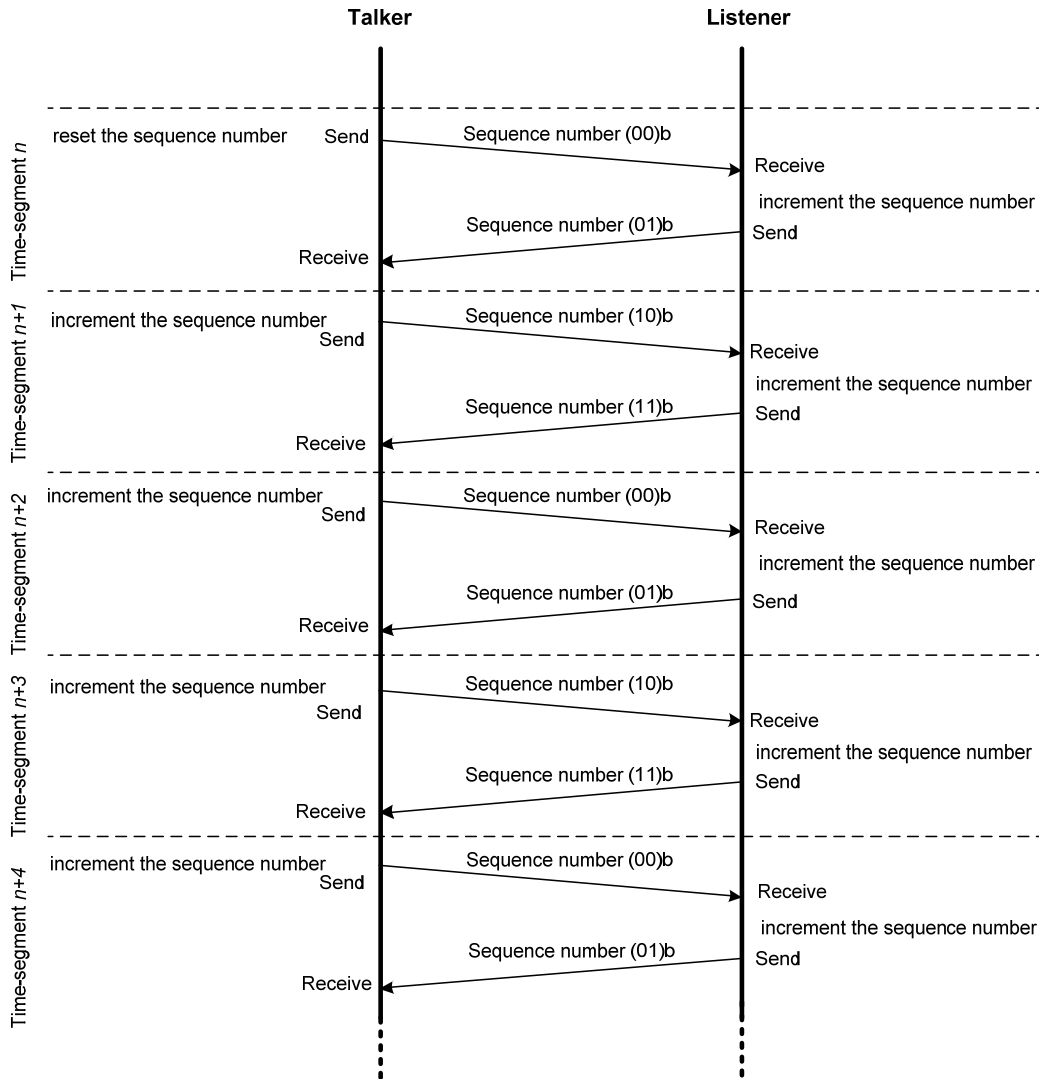 Talker
Listener
Time-segment n
reset the sequence number
Send
Sequence number (00)b
Receive
increment the sequence number
Sequence number (01)b
Send
Receive
Time-segment n+1
increment the sequence number
Send
Sequence number (10)b
Receive
increment the sequence number
Sequence number (11)b
Send
Receive
Time-segment n+2
increment the sequence number
Send
Sequence number (00)b
Receive
increment the sequence number
Sequence number (01)b
Send
Receive
Time-segment n+3
increment the sequence number
Send
Sequence number (10)b
Receive
increment the sequence number
Sequence number (11)b
Send
Receive
Time-segment n+4
increment the sequence number
Send
Sequence number (00)b
Receive
increment the sequence number
Sequence number (01)b
Send
Receive